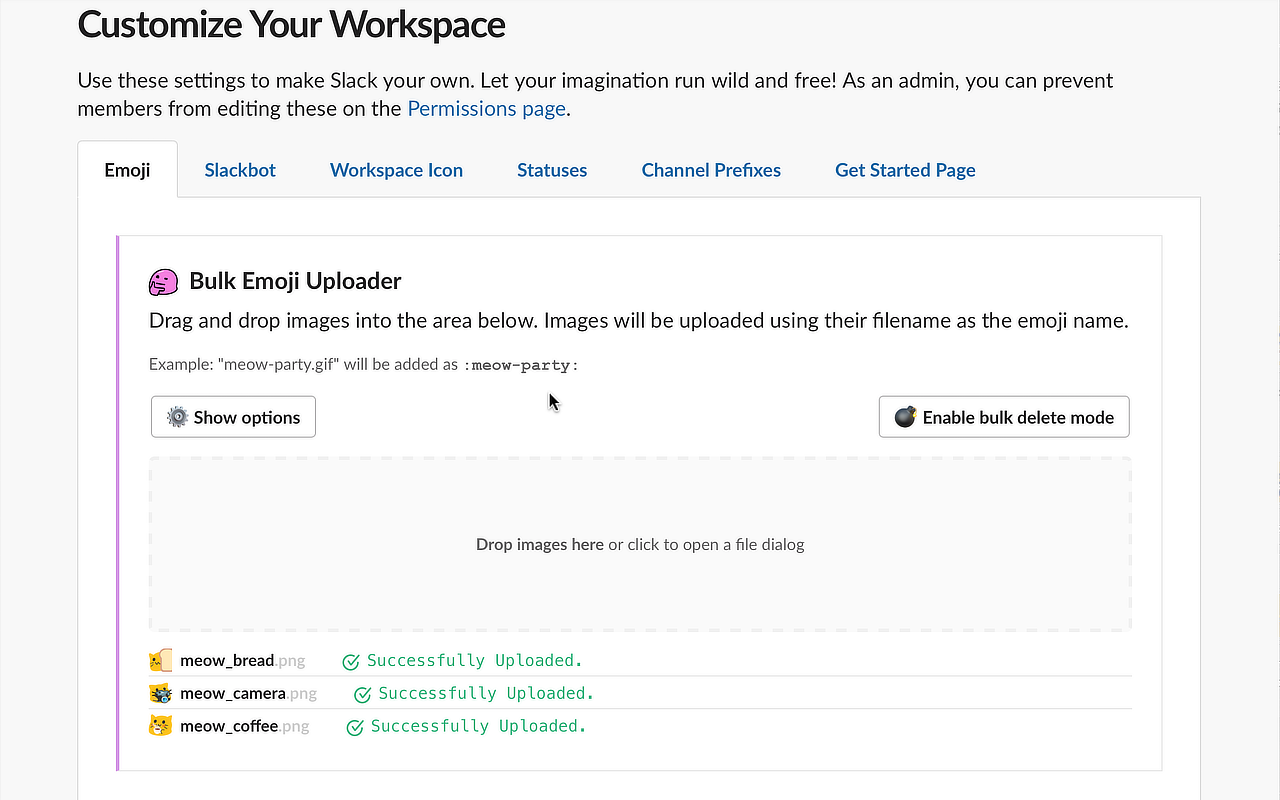 Customize Your Workspace
Use these settings to make Slack your own. Let your imagination run wild and free! As an admin, you can prevent
members from editing these on the Permissions page.
Emoji Slackbot Workspace Icon Statuses Channel Prefixes Get Started Page
Bulk Emoji Uploader
Drag and drop images into the area below. Images will be uploaded using their filename as the emoji name.
Example: "meow-party.gif" will be added as :meow-party:
Show options Enable bulk delete mode
Drop images here or click to open a file dialog
meow_bread.png Successfully Uploaded.
meow_camera.png Successfully Uploaded.
meow_coffee.png Successfully Uploaded.